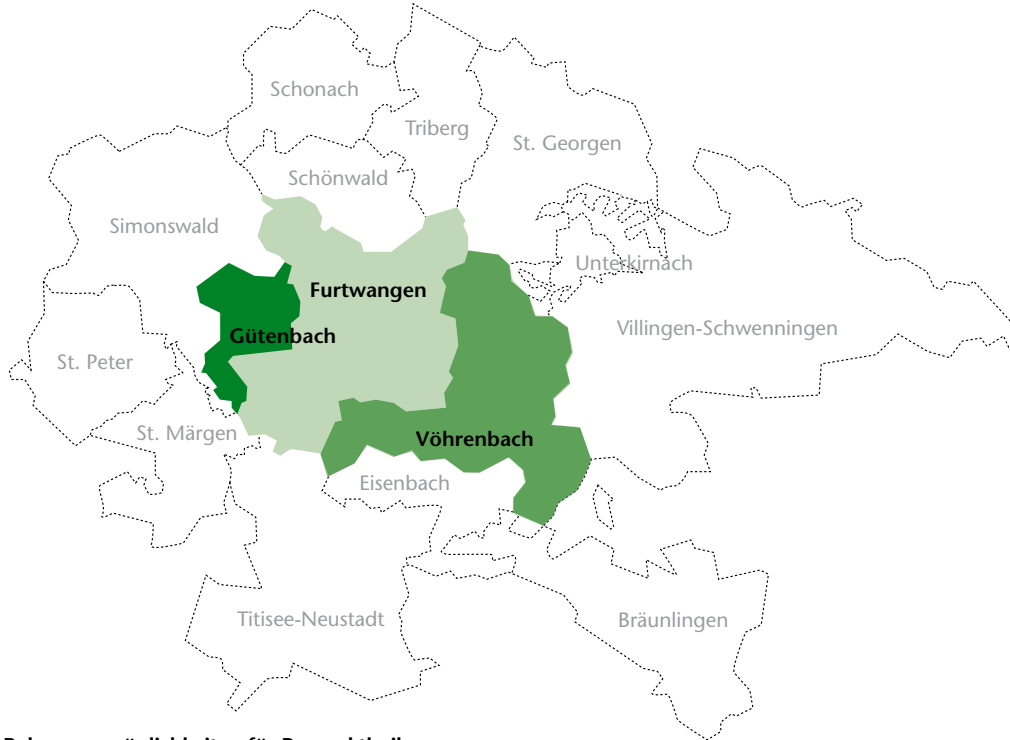 Schonach
Triberg
St. Georgen
Schönwald
Simonswald
Unterkirnach
Furtwangen
Villingen-Schwenningen
Gütenbach
St. Peter
St. Märgen
Vöhrenbach
Eisenbach
Titisee-Neustadt
Bräunlingen